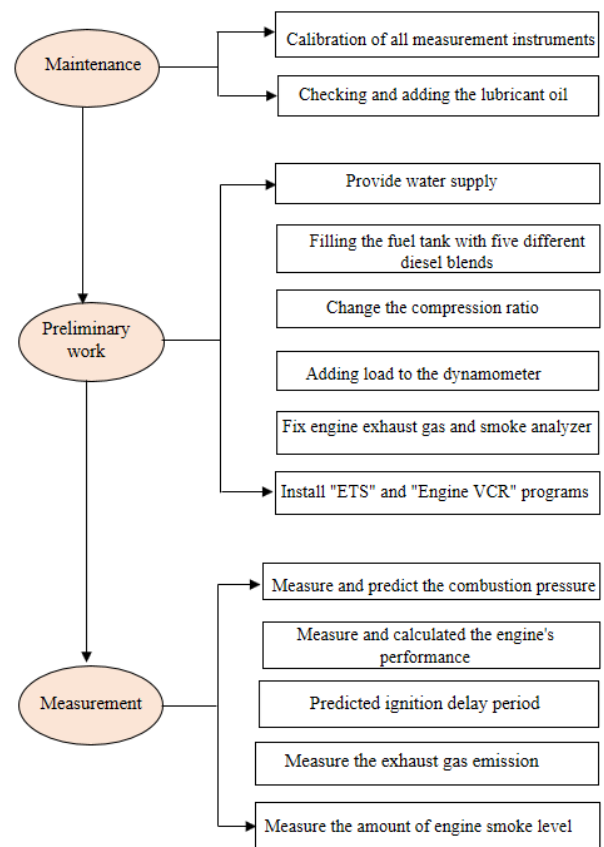 Maintenance
Calibration of all measurement instruments
Checking and adding the lubricant oil
Preliminary
work
Provide water supply
Filling the fuel tank with five different
diesel blends
Change the compression ratio
Adding load to the dynamometer
Fix engine exhaust gas and smoke analyzer
Install "ETS" and "Engine VCR" programs
Measurement
Measure and predict the combustion pressure
Measure and calculated the engine's
performance
Predicted ignition delay period
Measure the exhaust gas emission
Measure the amount of engine smoke level